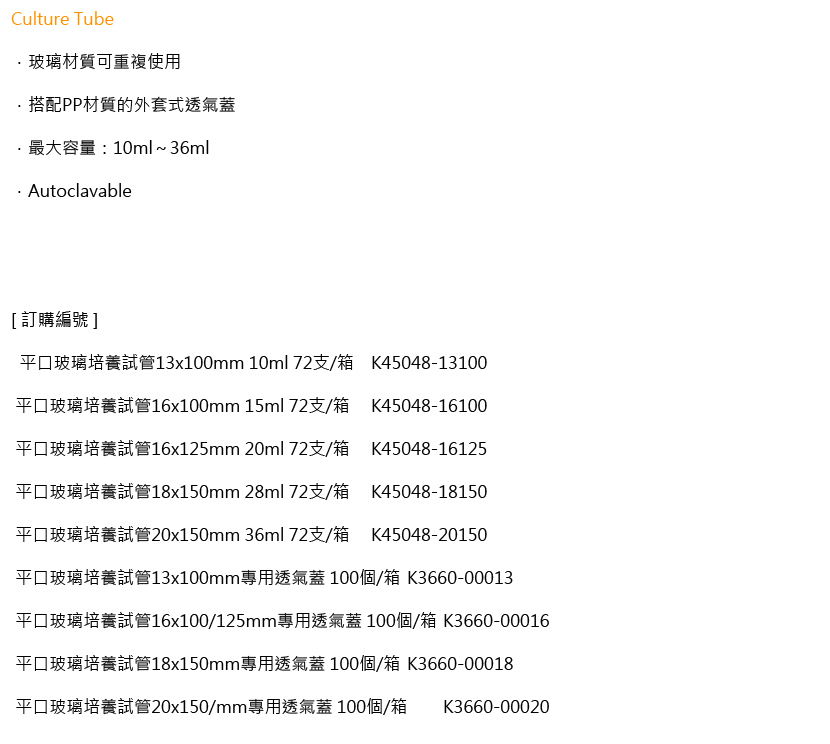 Culture Tube
．玻璃材質可重複使用
．搭配PP材質的外套式透氣蓋
．最大容量：10ml～36ml
．Autoclavable
[ 訂購編號 ]
平口玻璃培養試管13x100mm 10ml 72支/箱 K45048-13100
平口玻璃培養試管16x100mm 15ml 72支/箱 K45048-16100
平口玻璃培養試管16x125mm 20ml 72支/箱 K45048-16125
平口玻璃培養試管18x150mm 28ml 72支/箱 K45048-18150
平口玻璃培養試管20x150mm 36ml 72支/箱 K45048-20150
平口玻璃培養試管13x100mm專用透氣蓋 100個/箱 K3660-00013
平口玻璃培養試管16x100/125mm專用透氣蓋 100個/箱 K3660-00016
平口玻璃培養試管18x150mm專用透氣蓋 100個/箱 K3660-00018
平口玻璃培養試管20x150/mm專用透氣蓋 100個/箱 K3660-00020